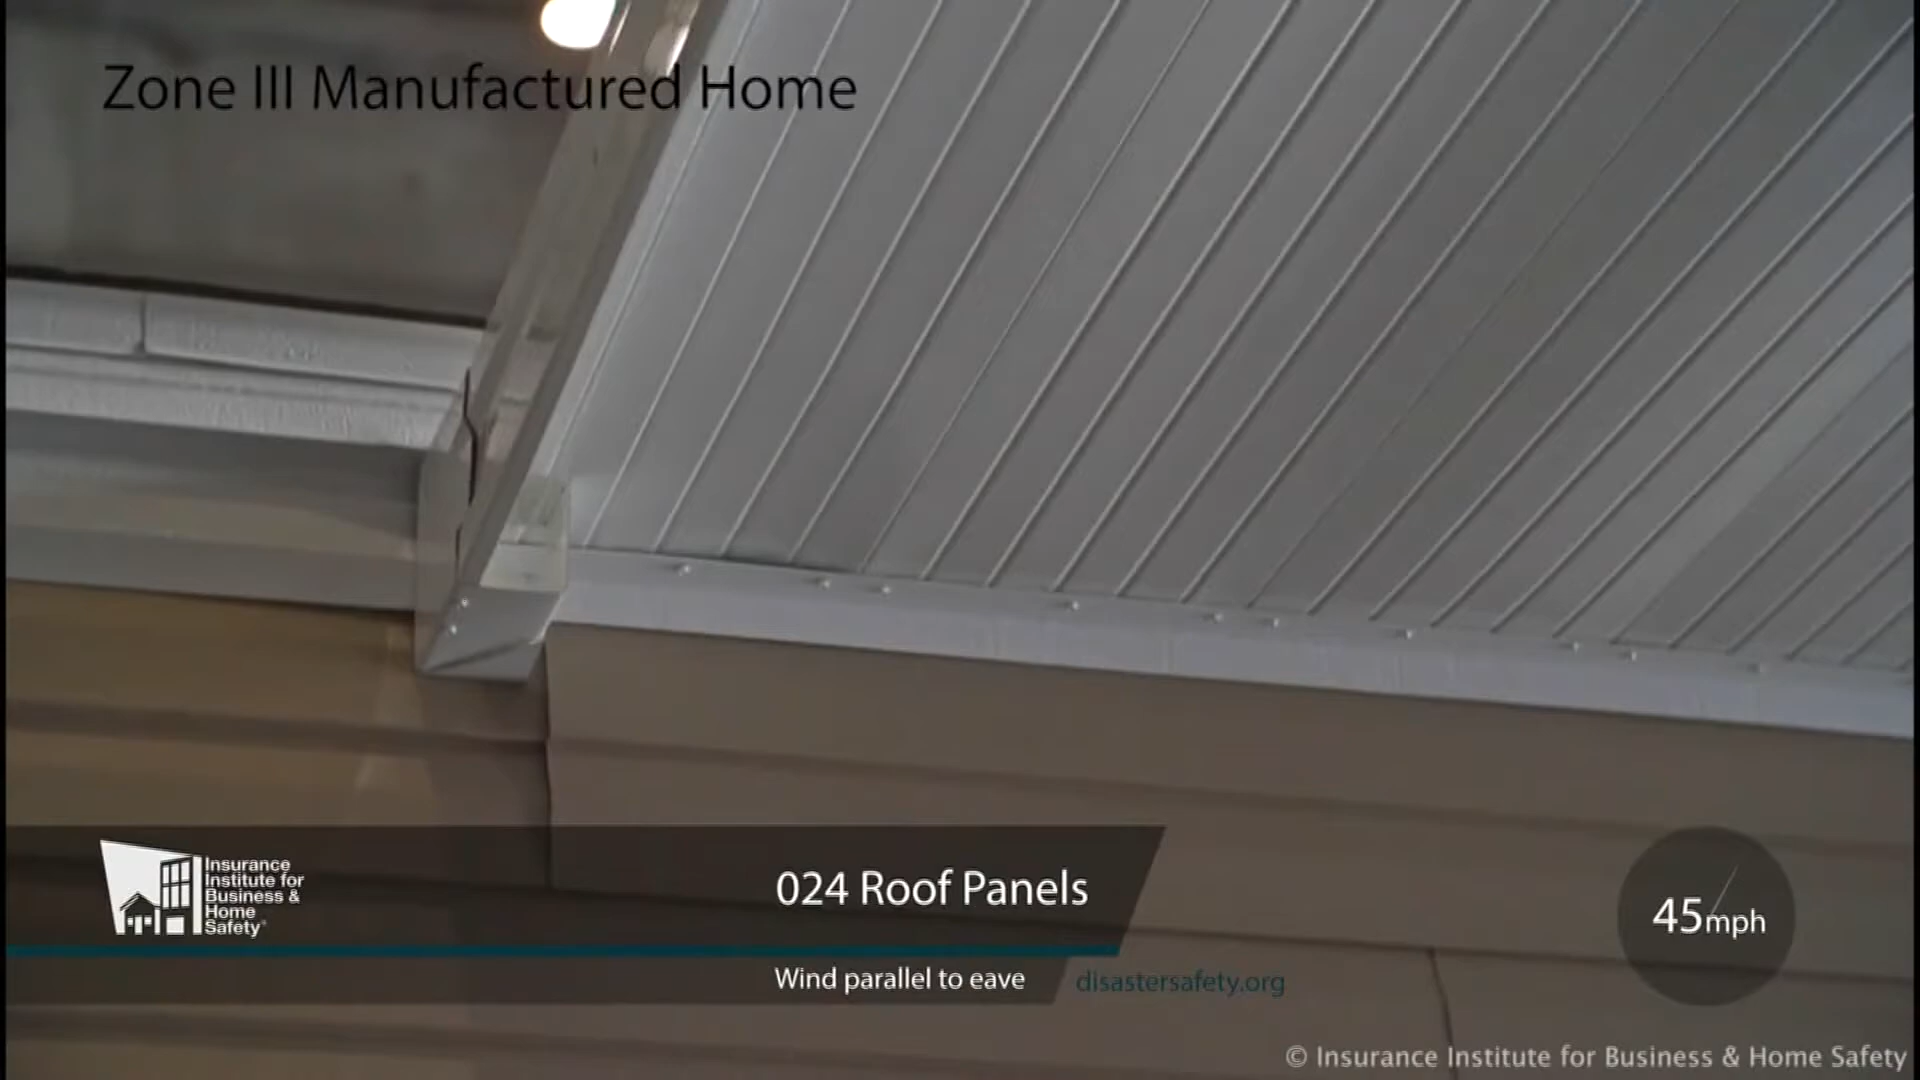 Zone III Manufactured Home
Insurance
Institute for
Business &
Home
Safety®
024 Roof Panels
45mph
Wind parallel to eave
disastersafety.org
© Insurance Institute for Business & Home Safety